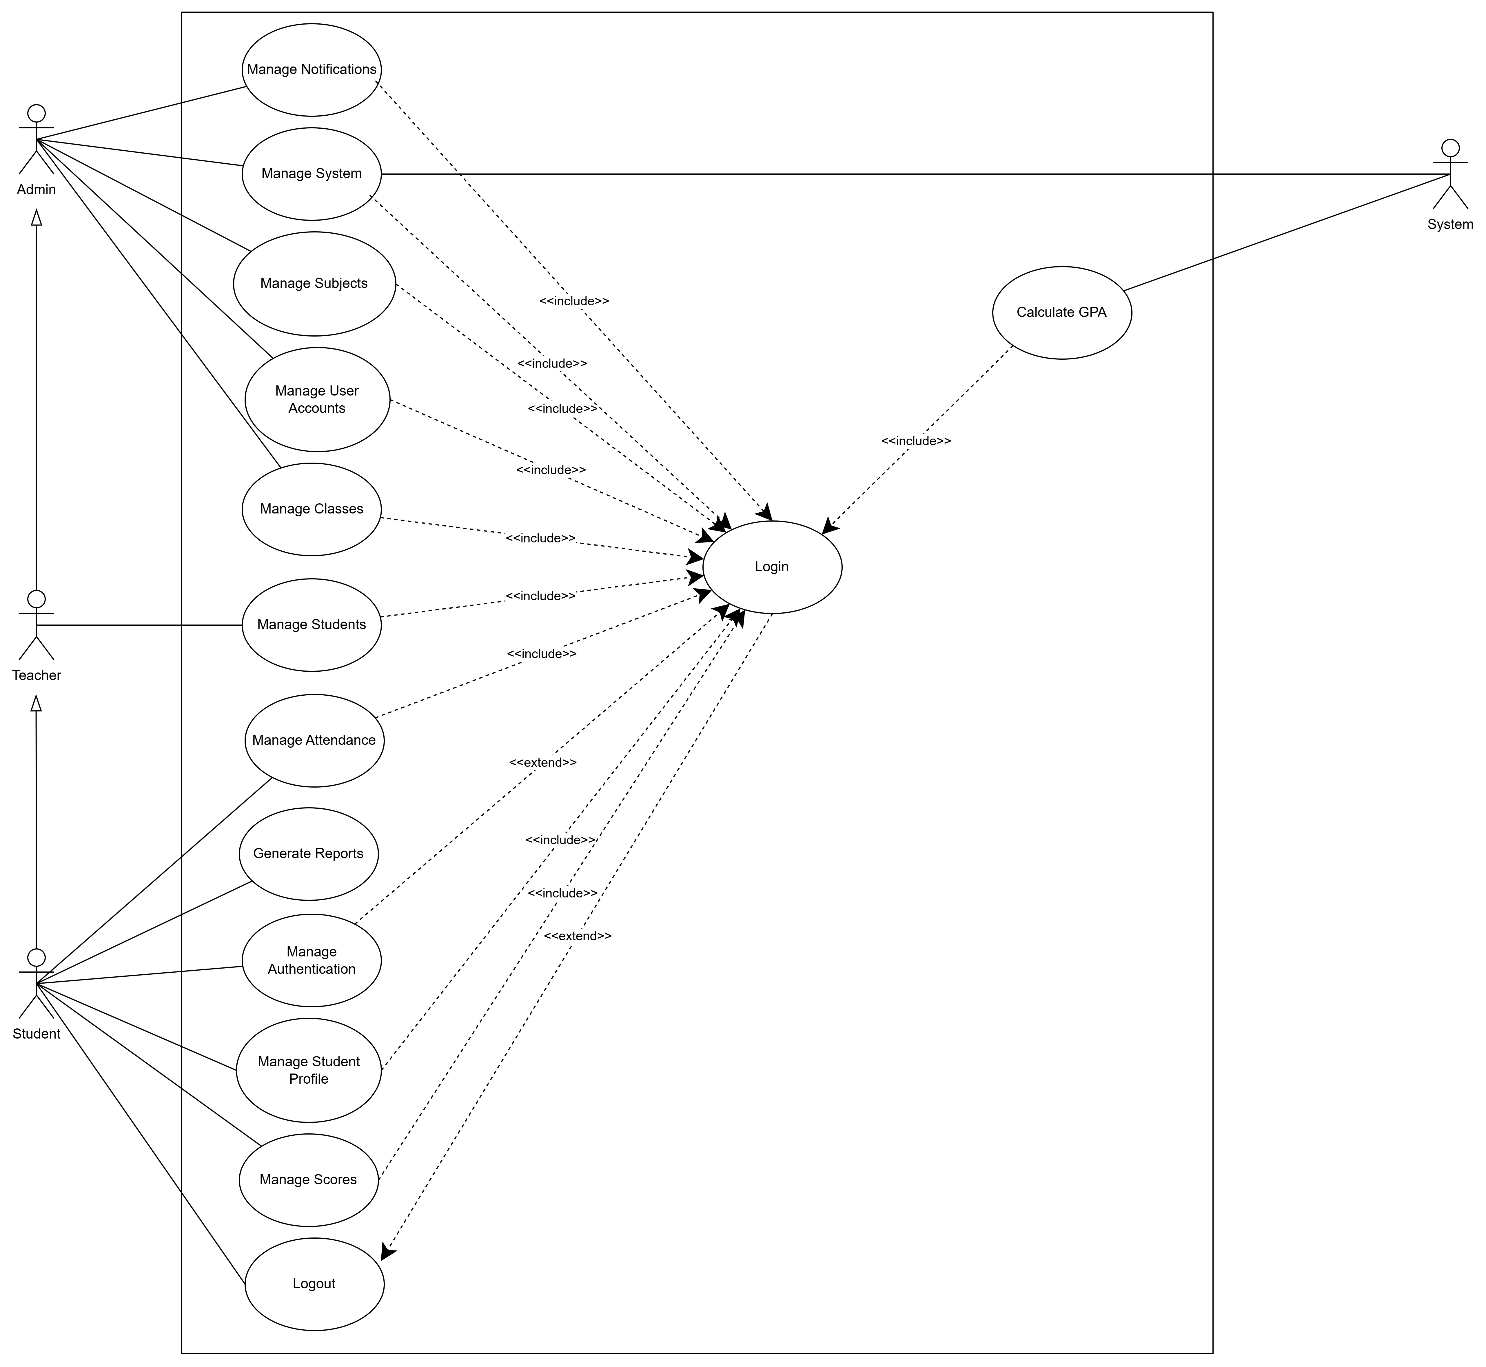 Manage Notifications
Admin
Manage System
System
Manage Subjects
<<include>>
Calculate GPA
<<include>>
Manage User
Accounts
<<include>>
<<include>>
<<include>>
Manage Classes
<<include>>
Login
Manage Students
<<include>>
Teacher
<<include>>
Manage Attendance
<<extend>>
Generate Reports
<<include>>
<<include>>
Manage
Authentication
<<extend>>
Student
Manage Student
Profile
Manage Scores
Logout